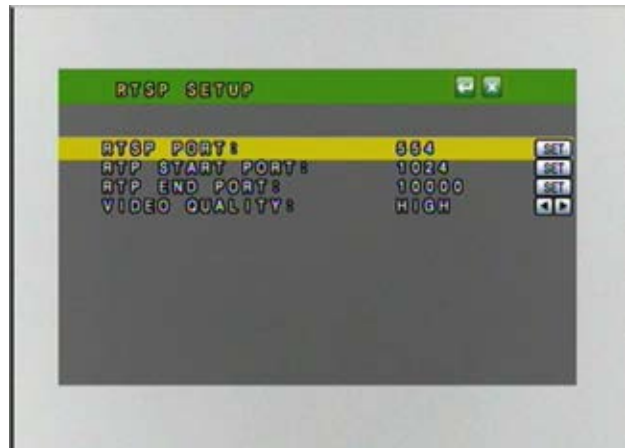 RTSP SETUP
RTSP PORT: 554 SET
RTP START PORT: 1024 SET
RTP END PORT: 10000 SET
VIDEO QUALITY: HIGH